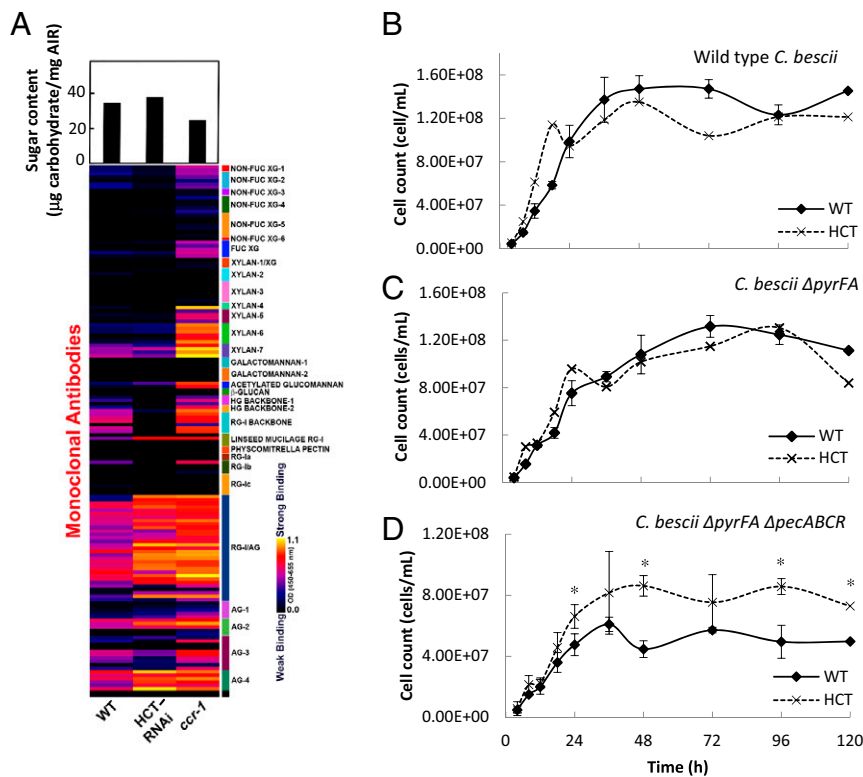 A
Sugar content
(µg carbohydrate/mg AIR)
40
20
0
Monoclonal Antibodies
NON-FUC XG-1
NON-FUC XG-2
NON-FUC XG-3
NON-FUC XG-4
NON-FUC XG-5
NON-FUC XG-6
FUC XG
XYLAN-1/XG
XYLAN-2
XYLAN-3
XYLAN-4
XYLAN-5
XYLAN-6
XYLAN-7
GALACTOMANNAN-1
GALACTOMANNAN-2
ACETYLATED GLUCOMANNAN
β-GLUCAN
HG BACKBONE-1
HG BACKBONE-2
RG-I BACKBONE
LINSEED MUCILAGE RG-I
PHYSCOMITRELLA PECTIN
RG-Ia
RG-Ib
RG-Ic
RG-I/AG
AG-1
AG-2
AG-3
AG-4
Weak Binding Strong Binding
1.1
OD (450-655 nm)
0.0
WT
HCT-
RNAi
ccr-1
B
Wild type C. bescii
Cell count (cell/mL)
1.60E+08
1.20E+08
8.00E+07
4.00E+07
0.00E+00
WT
HCT
C
C. bescii ΔpyrFA
Cell count (cells/mL)
1.60E+08
1.20E+08
8.00E+07
4.00E+07
0.00E+00
WT
HCT
D
C. bescii ΔpyrFA ΔpecABCR
Cell count (cells/mL)
1.20E+08
8.00E+07
4.00E+07
0.00E+00
* * * *
WT
HCT
0 24 48 72 96 120
Time (h)